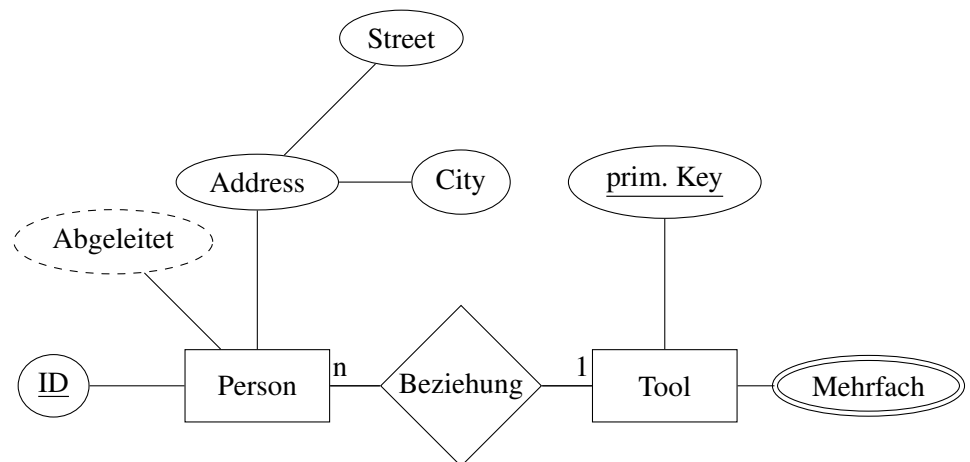 Street
Address
City
prim. Key
Abgeleitet
ID
Person
n
Beziehung
1
Tool
Mehrfach